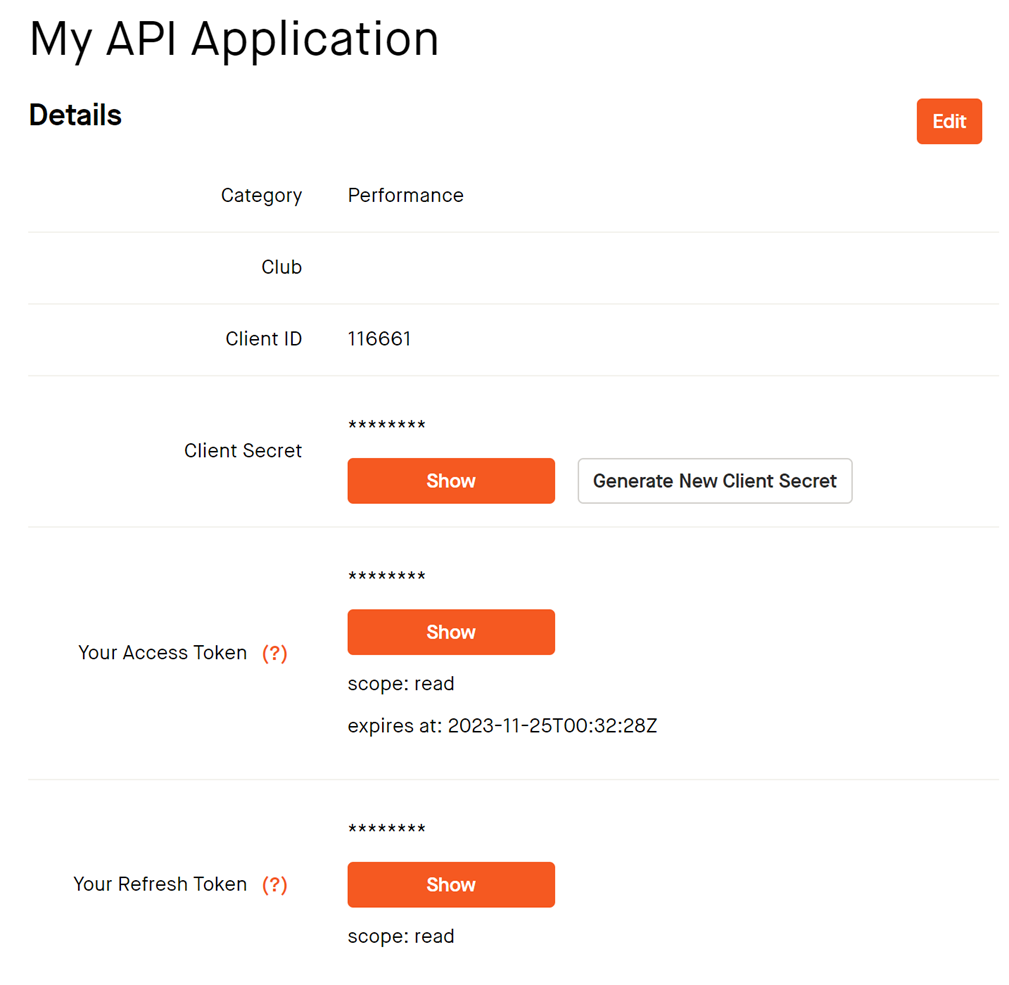 My API Application
Details
Edit
Category Performance
Club
Client ID 116661
********
Client Secret
Show Generate New Client Secret
********
Show
Your Access Token (?)
scope: read
expires at: 2023-11-25T00:32:28Z
********
Your Refresh Token (?) Show
scope: read